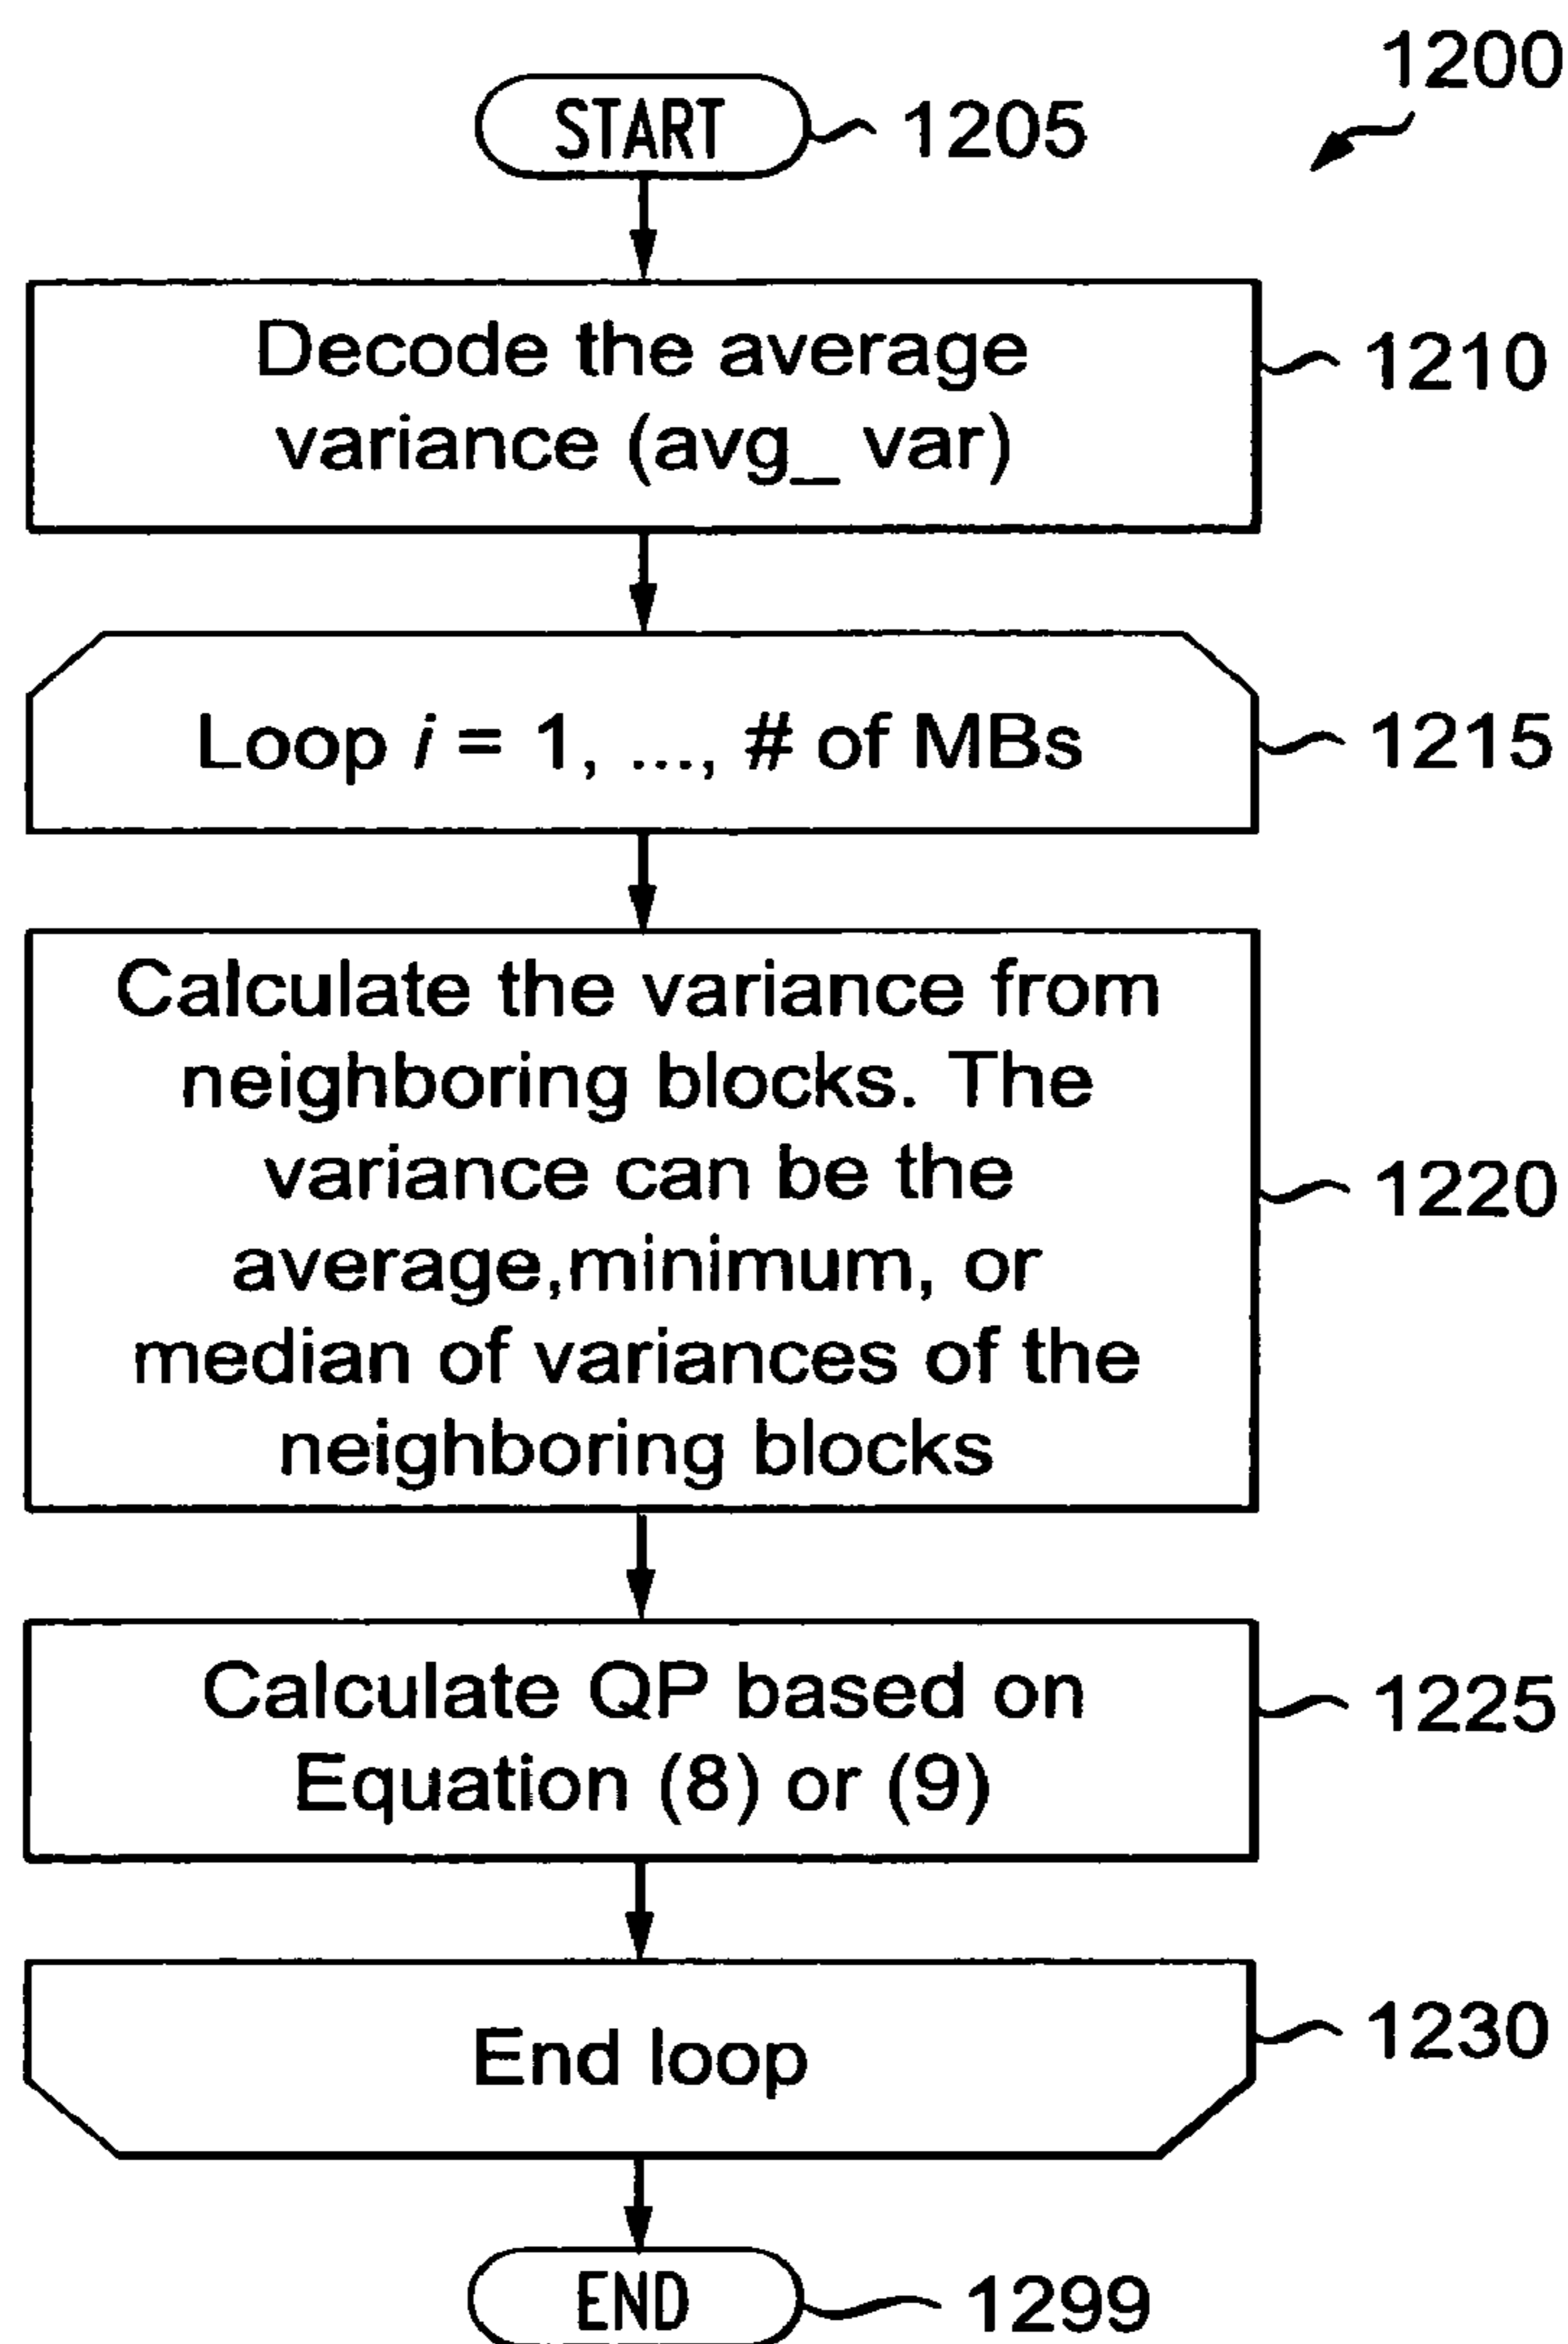 1200
START 1205
Decode the average
variance (avg_ var)
1210
Loop i = 1, ..., # of MBs 1215
Calculate the variance from
neighboring blocks. The
variance can be the
average,minimum, or
median of variances of the
neighboring blocks
1220
Calculate QP based on
Equation (8) or (9)
1225
End loop 1230
END 1299